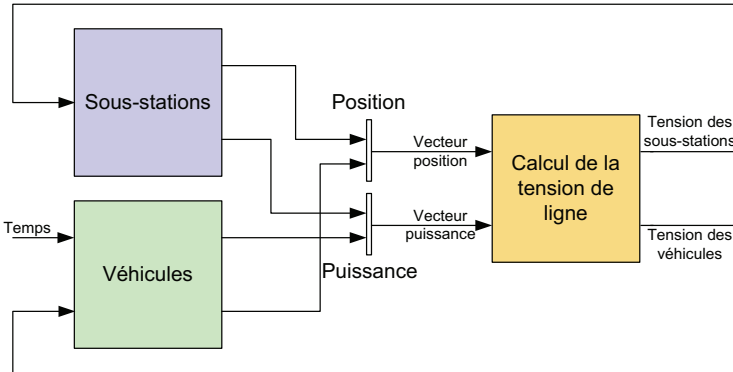 Sous-stations
Position
Vecteur
position
Tension des
sous-stations
Calcul de la
tension de
ligne
Temps
Véhicules
Vecteur
puissance
Puissance
Tension des
véhicules